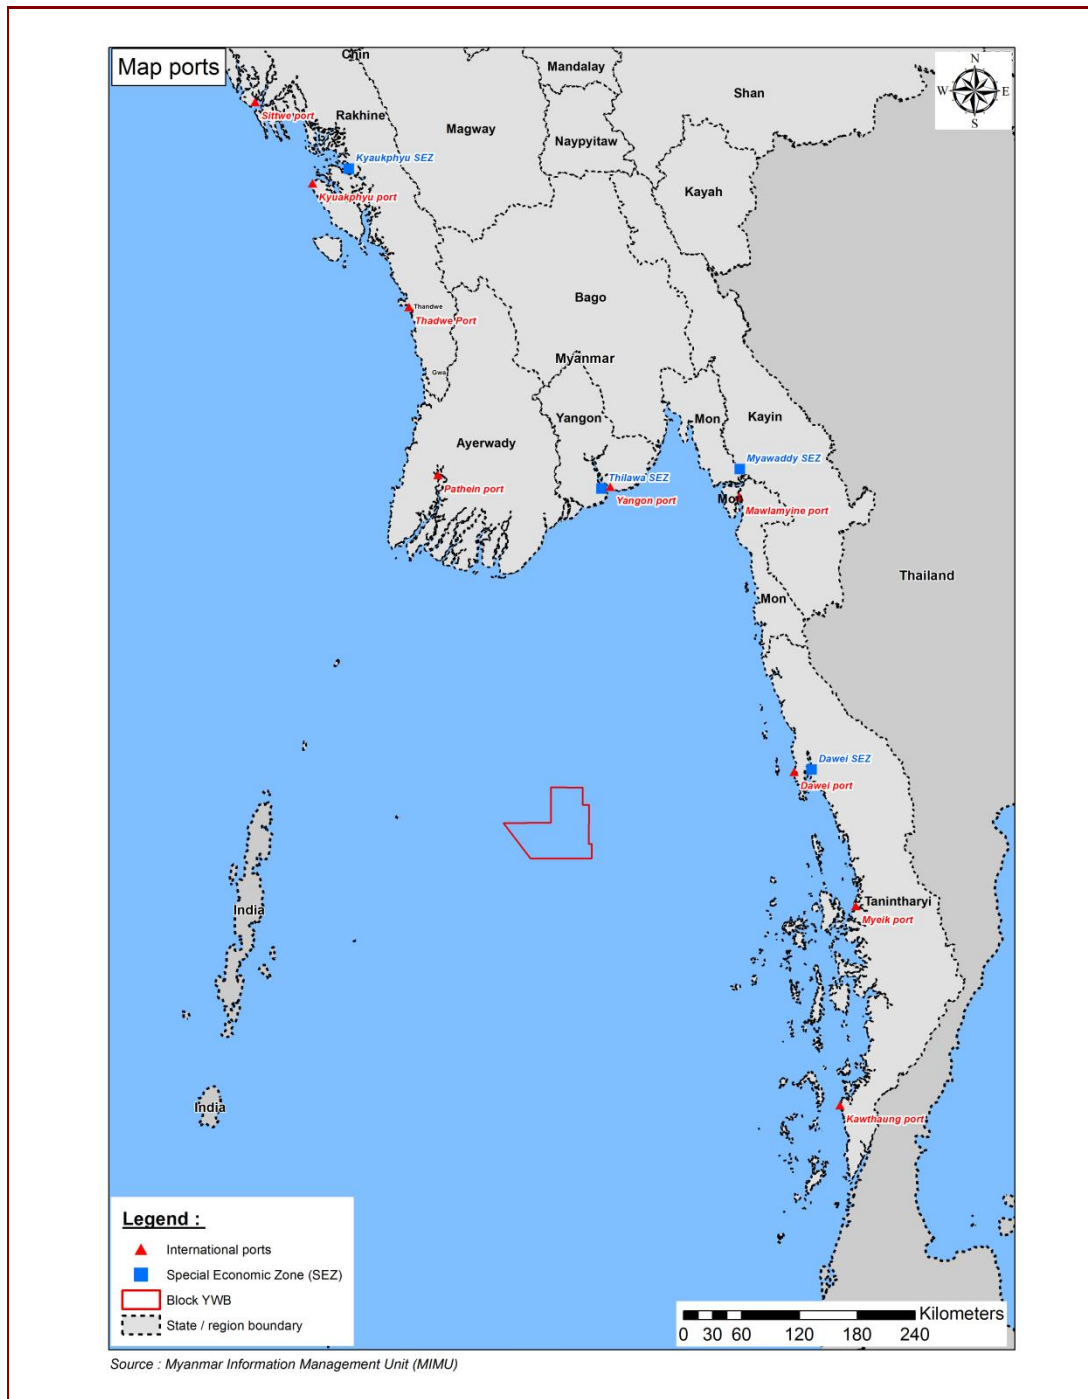 Map ports
Chin
Mandalay
Shan
N
W E
S
Sittwe port
Rakhine
Magway
Naypyitaw
Kyaukphyu SEZ
Kyuakphyu port
Kayah
Bago
Thandwe
Thadwe Port
Myanmar
Gwa
Yangon
Mon
Kayin
Ayerwady
Myawaddy SEZ
Thilawa SEZ
Pathein port
Yangon port
Mon
Mawlamyine port
Thailand
Mon
Dawei SEZ
Dawei port
Tanintharyi
India
Myeik port
India
Kawthaung port
Legend :
International ports
Special Economic Zone (SEZ)
Block YWB
State / region boundary
Kilometers
0 30 60 120 180 240
Source : Myanmar Information Management Unit (MIMU)